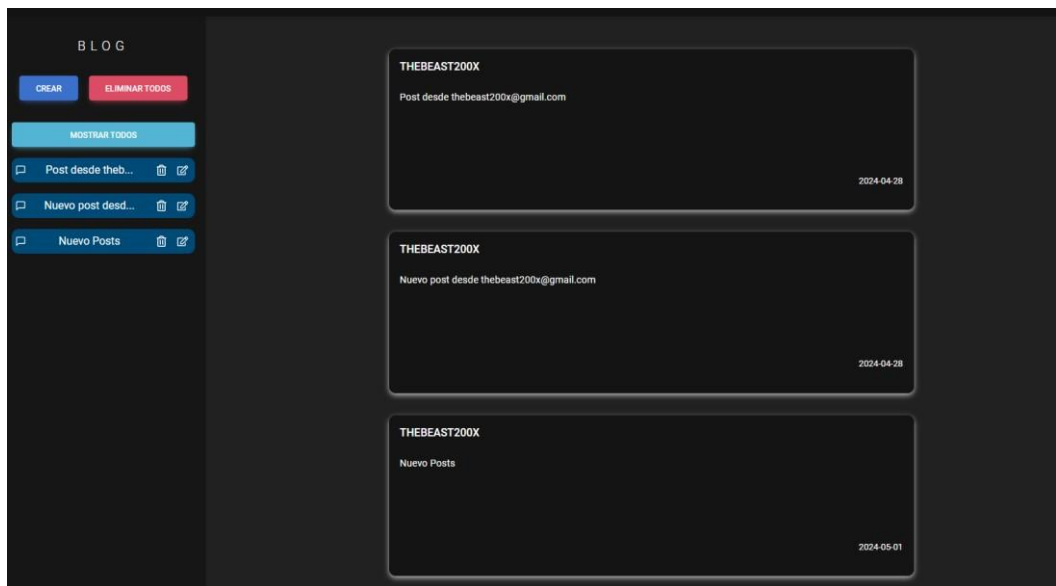 BLOG
CREAR ELIMINAR TODOS
MOSTRAR TODOS
Post desde theb...
Nuevo post desd...
Nuevo Posts
THEBEAST200X
Post desde thebeast200x@gmail.com
2024-04-28
THEBEAST200X
Nuevo post desde thebeast200x@gmail.com
2024-04-28
THEBEAST200X
Nuevo Posts
2024-05-01